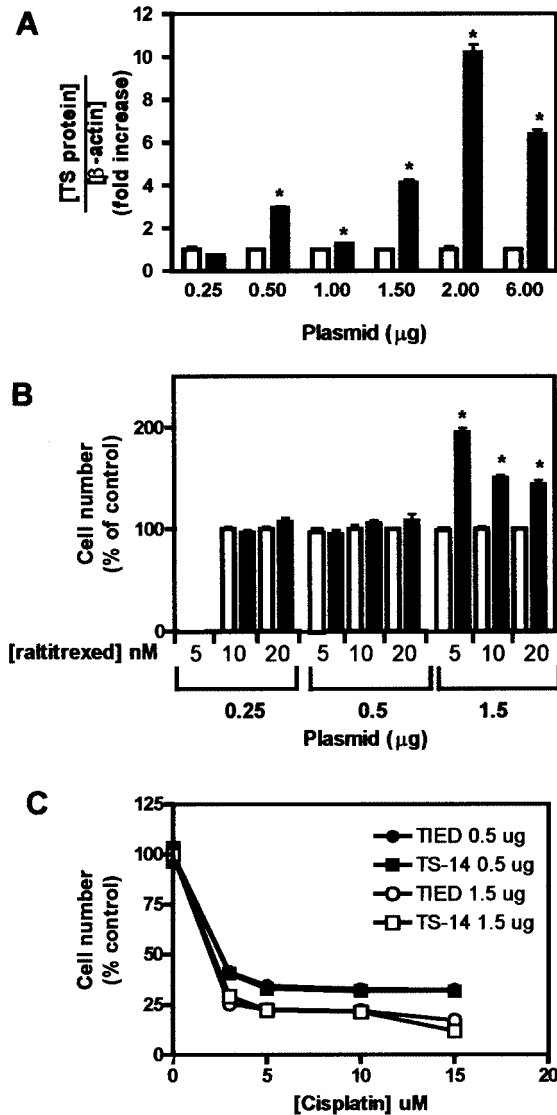 A
[TS protein]
[β-actin]
(fold increase)
12
10
8
6
4
2
0
* * * * *
0.25 0.50 1.00 1.50 2.00 6.00
Plasmid (μg)
B
Cell number
(% of control)
200
100
0
* * *
[raltitrexed] nM 5 10 20 5 10 20 5 10 20
0.25 0.5 1.5
Plasmid (μg)
C
Cell number
(% control)
125
100
75
50
25
0
TIED 0.5 ug
TS-14 0.5 ug
TIED 1.5 ug
TS-14 1.5 ug
0 5 10 15 20
[Cisplatin] uM